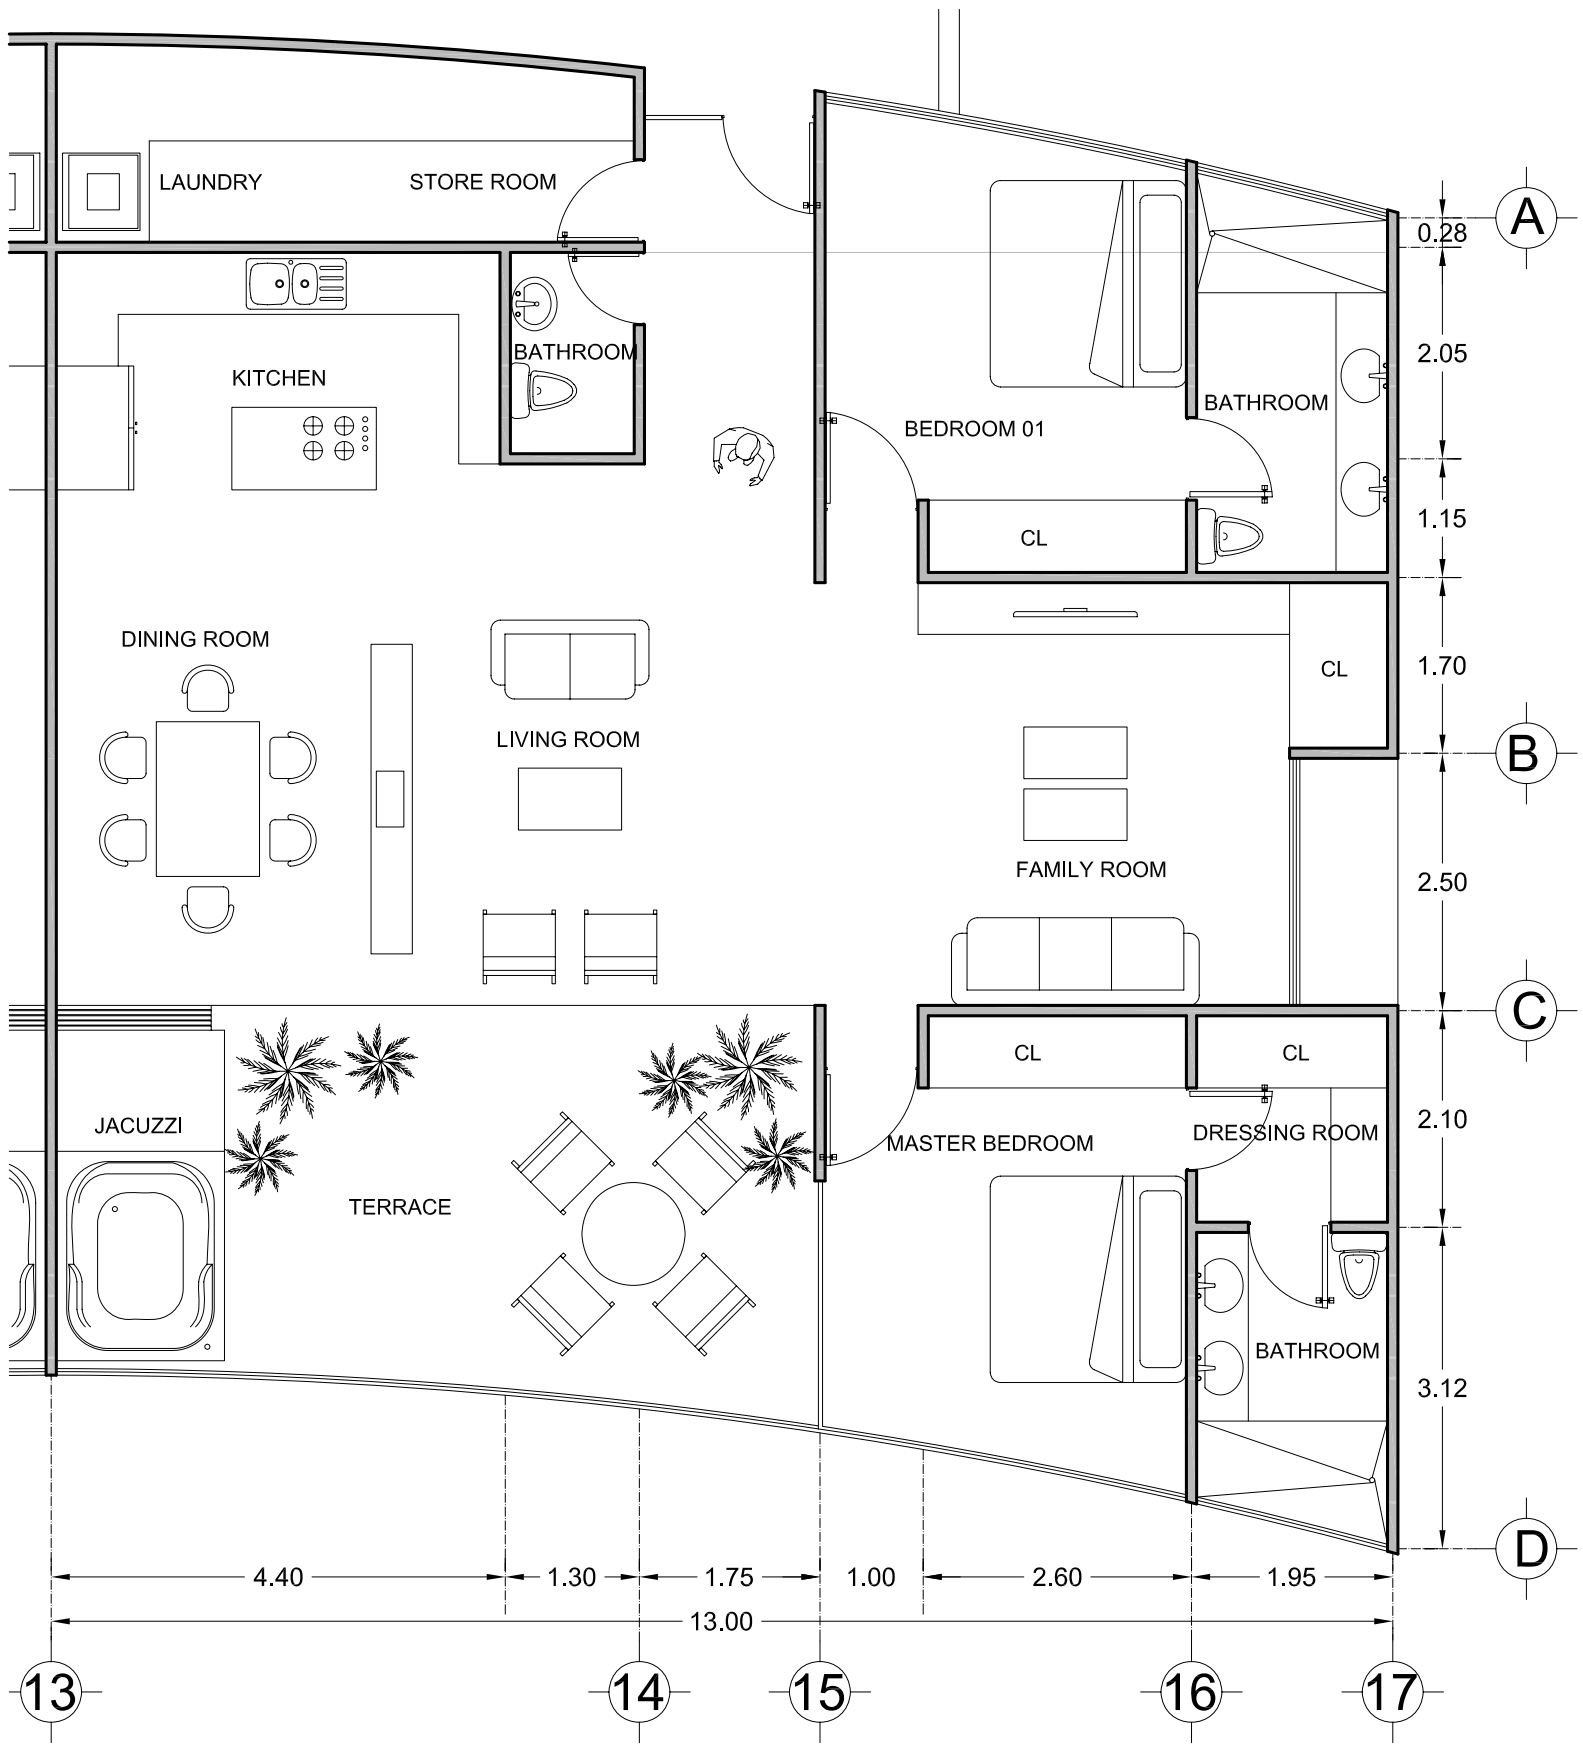 LAUNDRY
STORE ROOM
A
0.28
BATHROOM
2.05
KITCHEN
BATHROOM
BEDROOM 01
1.15
CL
DINING ROOM
CL
1.70
LIVING ROOM
B
FAMILY ROOM
2.50
C
CL
CL
JACUZZI
MASTER BEDROOM
DRESSING ROOM
2.10
TERRACE
BATHROOM
3.12
D
4.40
1.30
1.75
1.00
2.60
1.95
13.00
13
14
15
16
17